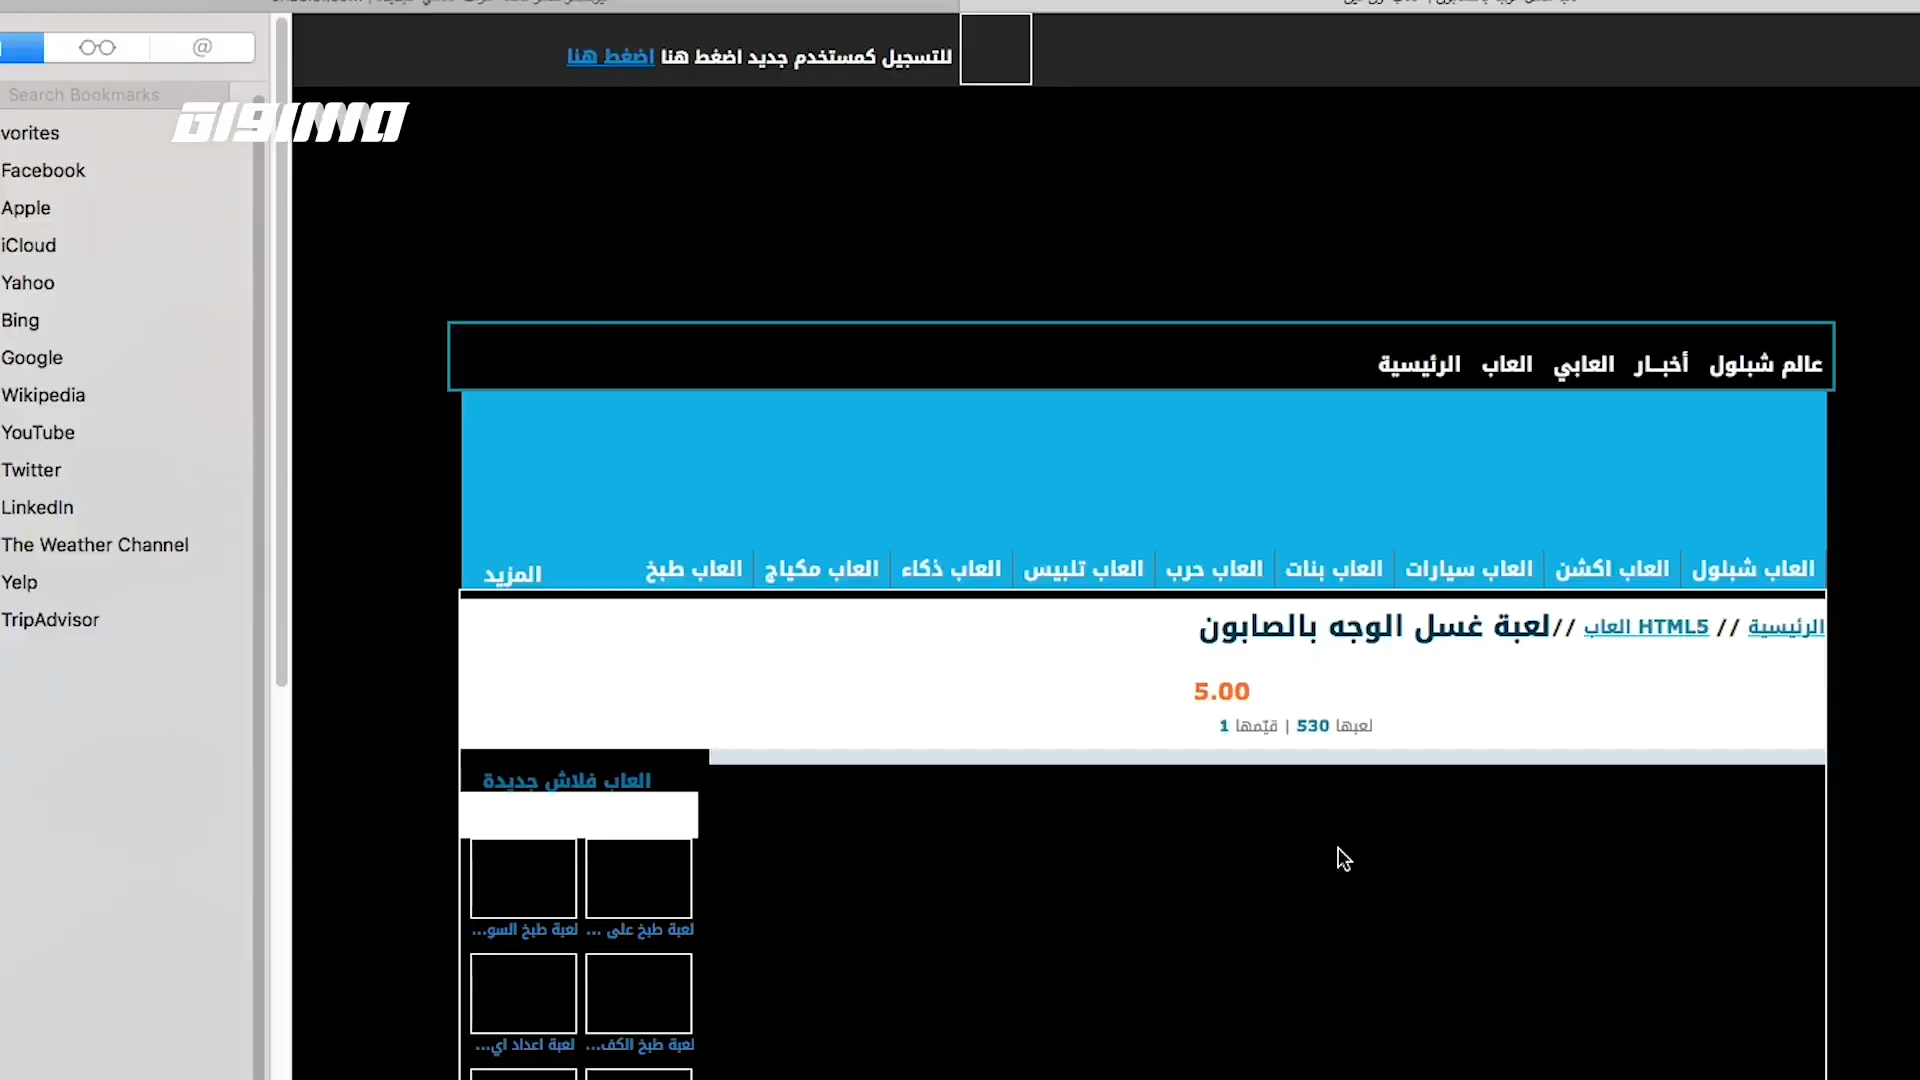 للتسجيل كمستخدم جديد اضغط هنا اضغط هنا
@
Search Bookmarks
GIGIMO
vorites
Facebook
Apple
iCloud
Yahoo
Bing
Google
Wikipedia
YouTube
Twitter
LinkedIn
The Weather Channel
Yelp
TripAdvisor
عالم شبلول أخبـار العابي العاب الرئيسية
العاب شبلول العاب اكشن العاب سيارات العاب بنات العاب حرب العاب تلبيس العاب ذكاء العاب مكياج العاب طبخ المزيد
الرئيسية // HTML5 العاب //لعبة غسل الوجه بالصابون
5.00
لعبها 530 | قيّمها 1
العاب فلاش جديدة
لعبة طبخ على ... لعبة طبخ السو...
لعبة طبخ الكف... لعبة اعداد اي...